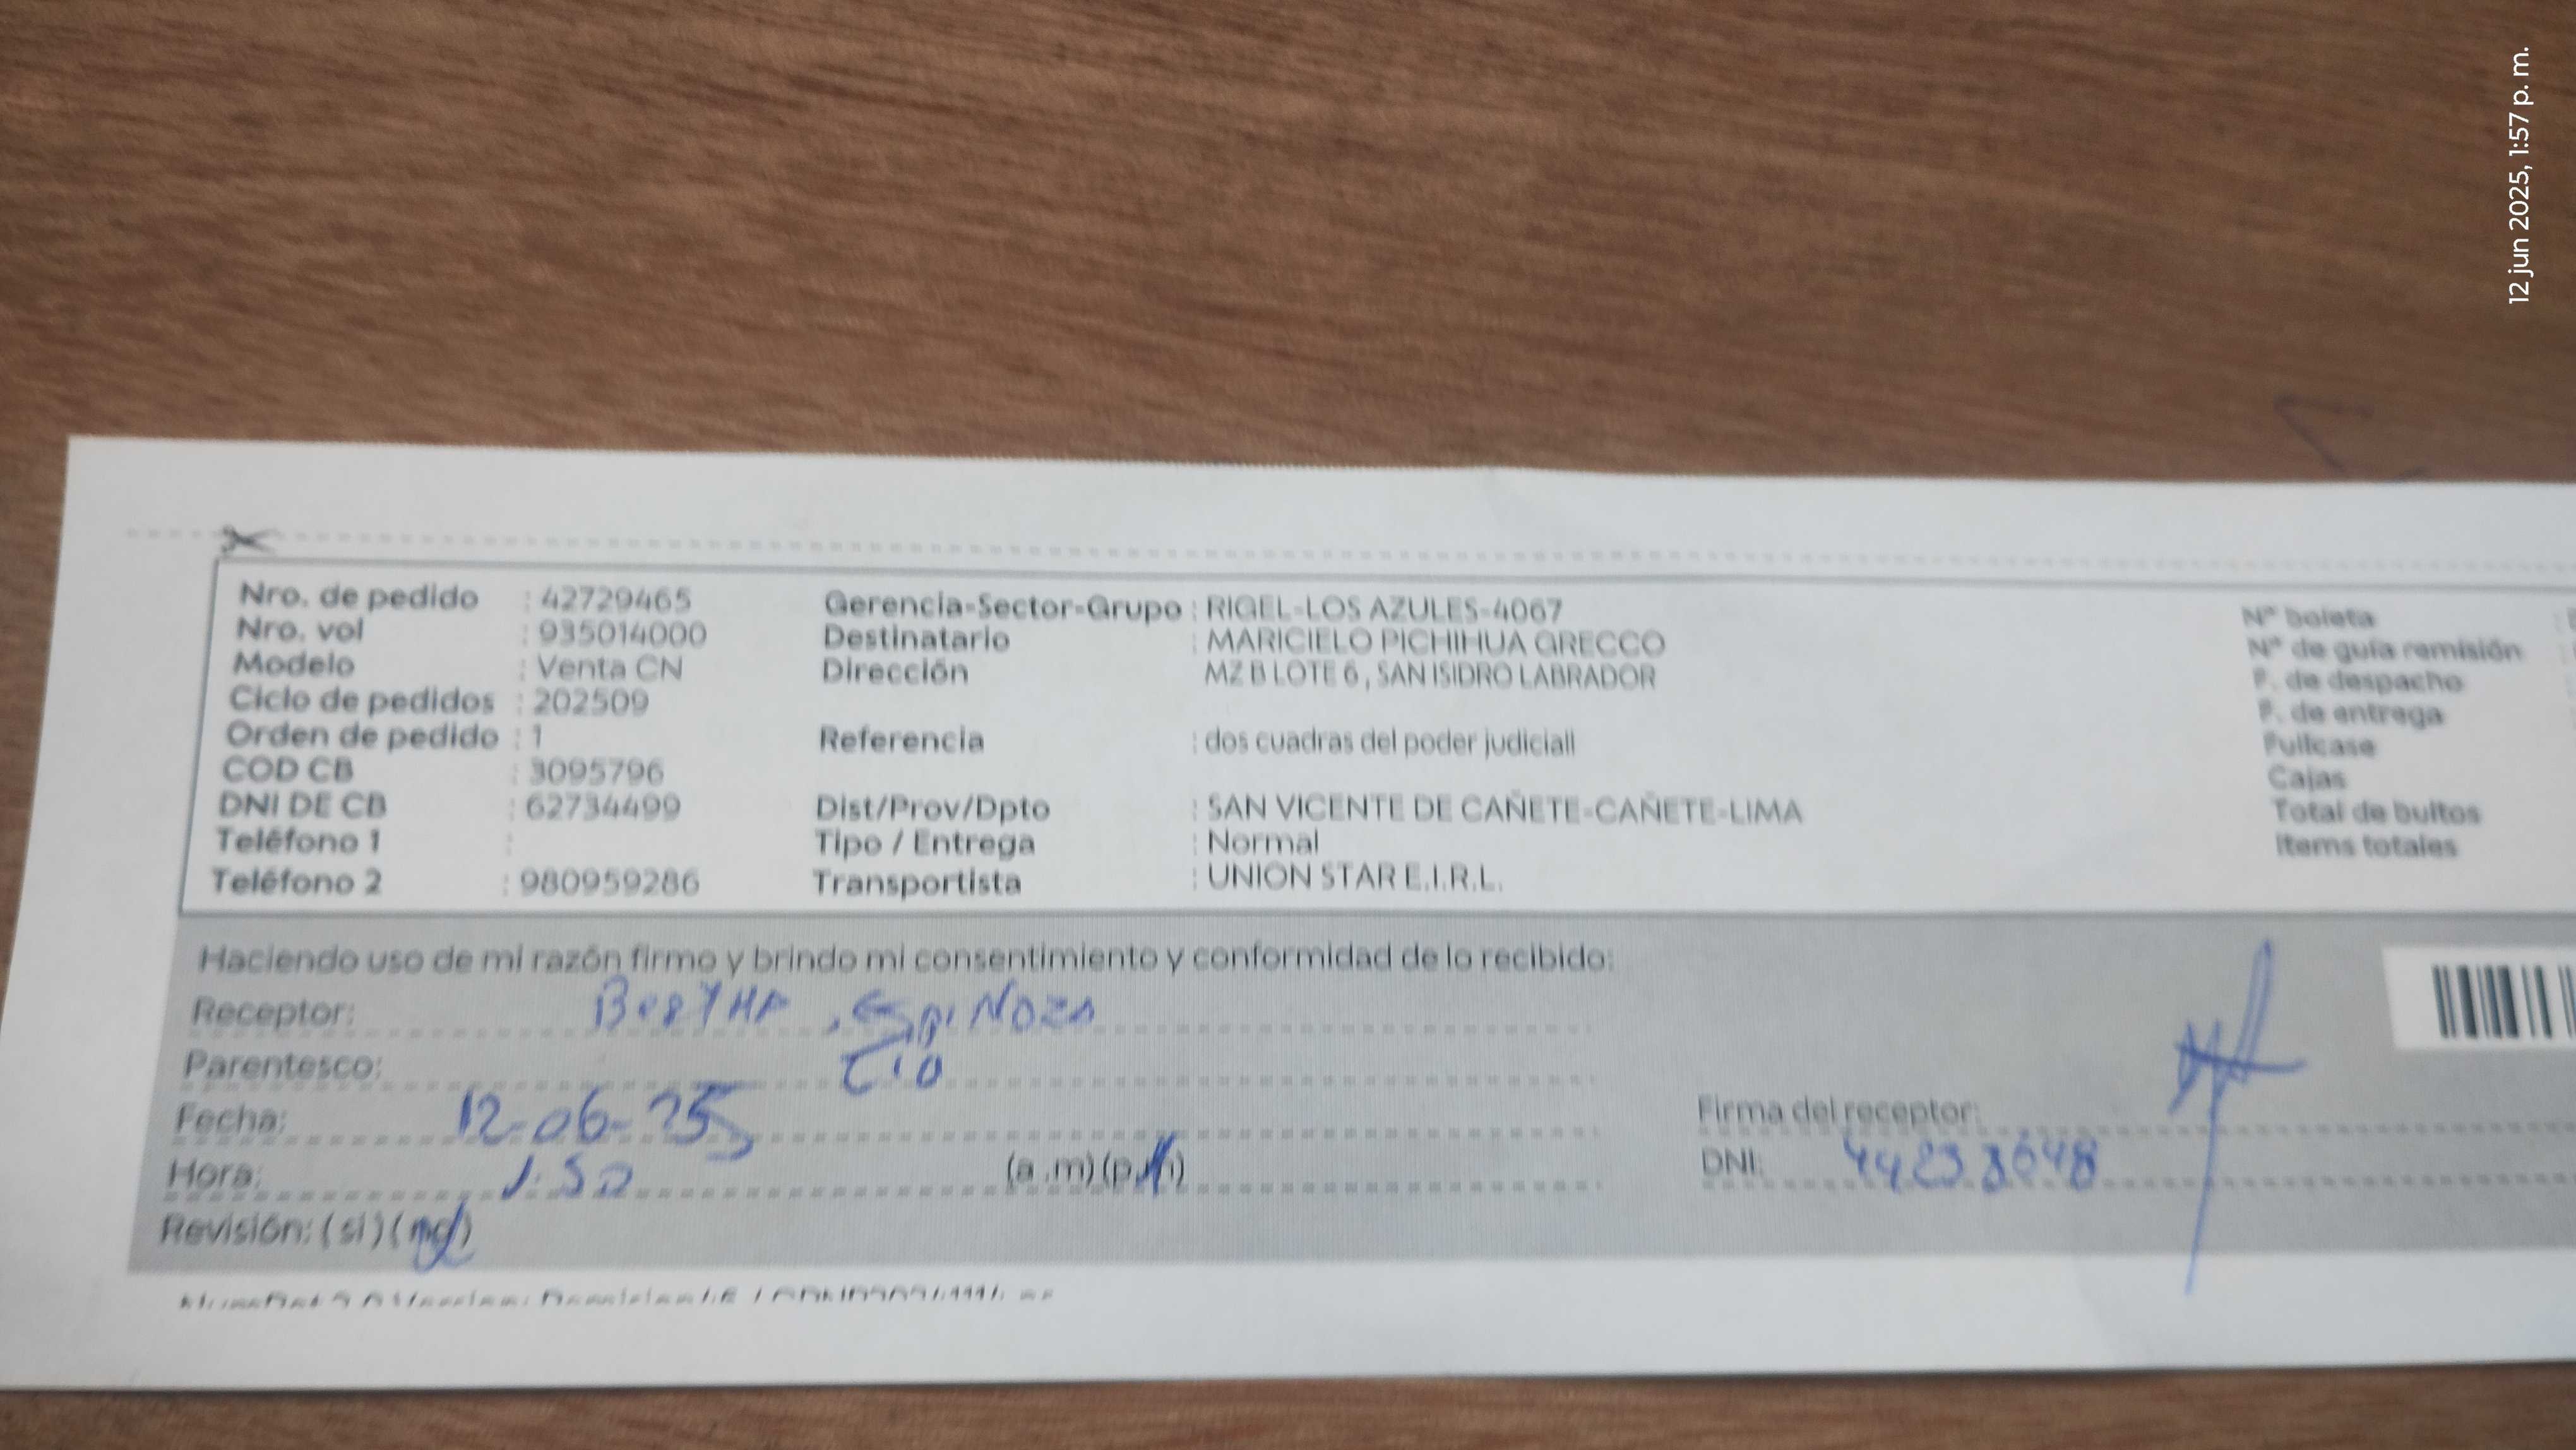 12 jun 2025, 1:57 p. m.
Nro. de pedido : 42729465
Nro. vol : 935014000
Modelo : Venta CN
Ciclo de pedidos : 202509
Orden de pedido : 1
COD CB : 3095796
DNI DE CB : 62734499
Teléfono 1 :
Teléfono 2 : 980959286
Gerencia-Sector-Grupo : RIGEL-LOS AZULES-4067
Destinatario : MARICIELO PICHIHUA GRECCO
Dirección MZ B LOTE 6 , SAN ISIDRO LABRADOR
Referencia : dos cuadras del poder judiciall
Dist/Prov/Dpto : SAN VICENTE DE CAÑETE-CAÑETE-LIMA
Tipo / Entrega : Normal
Transportista : UNION STAR E.I.R.L.
N° boleta :
N° de guía remisión :
F. de despacho
F. de entrega
Fullcase
Cajas
Total de bultos
Items totales
Haciendo uso de mi razón firmo y brindo mi consentimiento y conformidad de lo recibido:
Receptor: Espinoza
Parentesco: Tio
Fecha: 12-06-25
Hora: 1:50 (a .m) (p.m)
Revisión: ( si ) ( no )
Firma del receptor:
DNI: